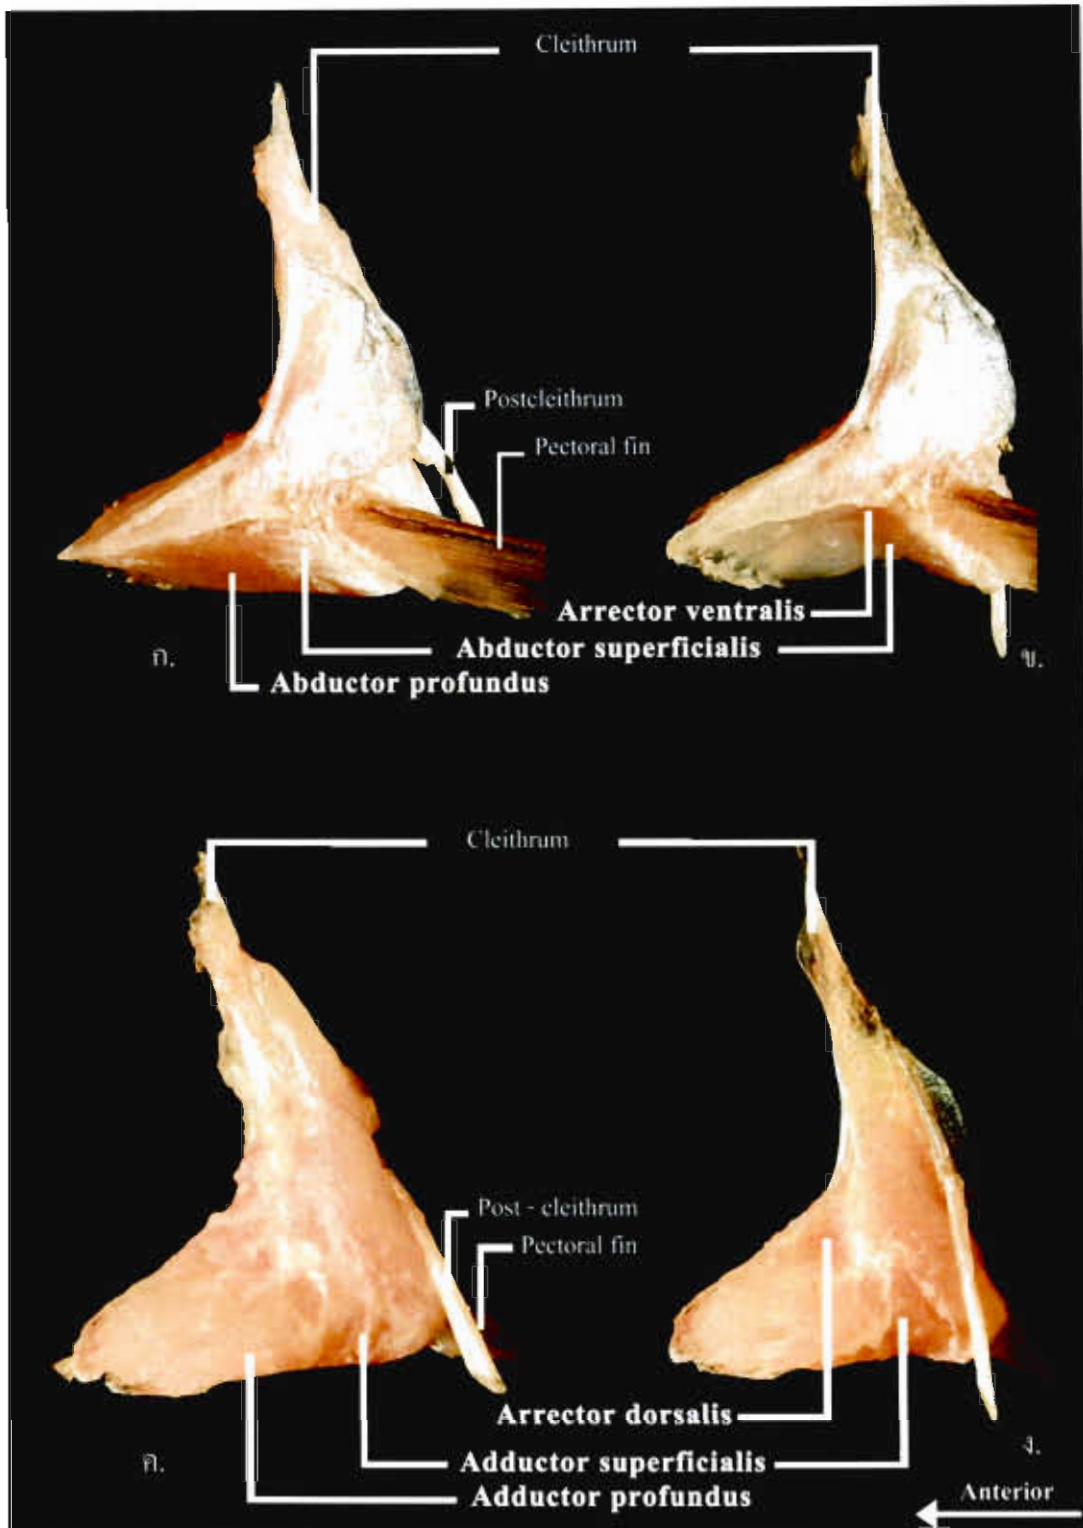 Cleithrum
Postcleithrum
Pectoral fin
Arrector ventralis
Abductor superficialis
ก.
ข.
Abductor profundus
Cleithrum
Post - cleithrum
Pectoral fin
Arrector dorsalis
ค.
ง.
Adductor superficialis
Adductor profundus
Anterior